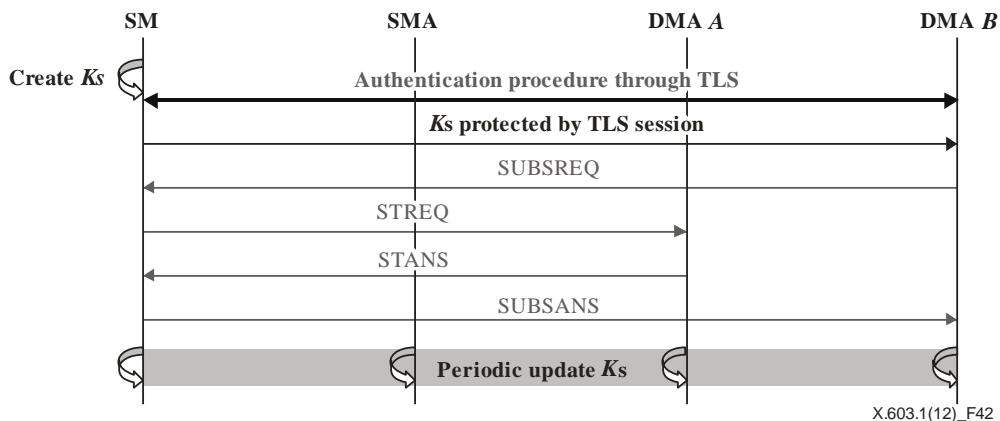 SM SMA DMA A DMA B
Create Ks
Authentication procedure through TLS
Ks protected by TLS session
SUBSREQ
STREQ
STANS
SUBSANS
Periodic update Ks
X.603.1(12)_F42